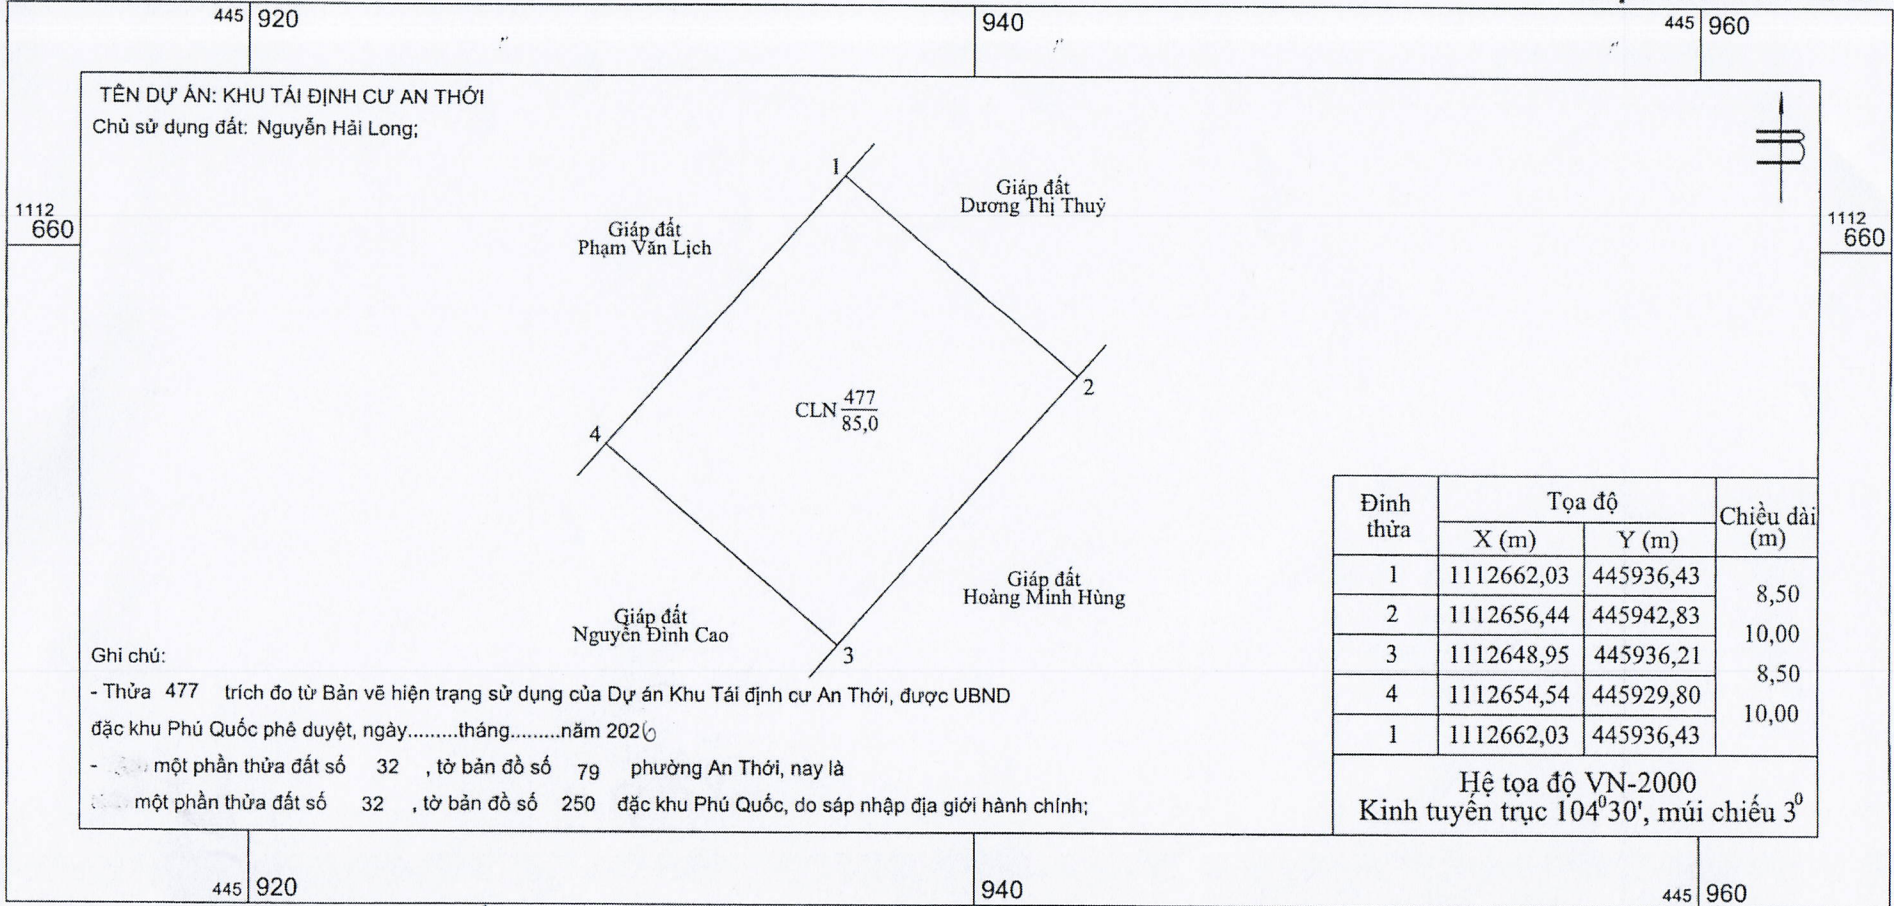 445 920 940 445 960
TÊN DỰ ÁN: KHU TÁI ĐỊNH CƯ AN THỚI
Chủ sử dụng đất: Nguyễn Hải Long;
1
Giáp đất
Dương Thị Thuỷ
1112
660
Giáp đất
Phạm Văn Lịch
1112
660
2
CLN 477
85,0
4
Đỉnh thửa Tọa độ Chiều dài (m)
X (m) Y (m)
1 1112662,03 445936,43
8,50
2 1112656,44 445942,83
10,00
3 1112648,95 445936,21
8,50
4 1112654,54 445929,80
10,00
1 1112662,03 445936,43
Hệ tọa độ VN-2000
Kinh tuyến trục 104⁰30', múi chiếu 3⁰
Giáp đất
Hoàng Minh Hùng
Giáp đất
Nguyễn Đình Cao
3
Ghi chú:
- Thửa 477 trích đo từ Bản vẽ hiện trạng sử dụng của Dự án Khu Tái định cư An Thới, được UBND
đặc khu Phú Quốc phê duyệt, ngày.........tháng.........năm 2026
- một phần thửa đất số 32 , tờ bản đồ số 79 phường An Thới, nay là
một phần thửa đất số 32 , tờ bản đồ số 250 đặc khu Phú Quốc, do sáp nhập địa giới hành chính;
445 920 940 445 960